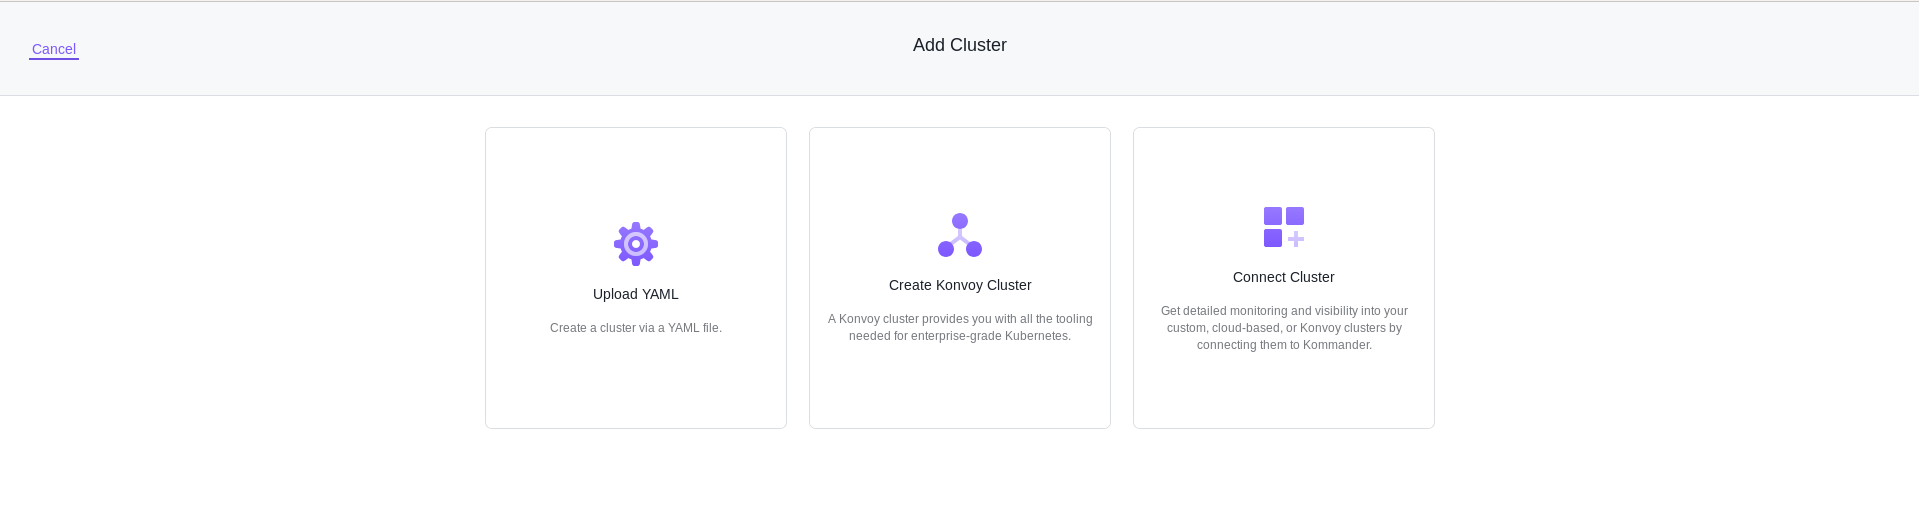 Cancel
Add Cluster
Upload YAML
Create a cluster via a YAML file.
Create Konvoy Cluster
A Konvoy cluster provides you with all the tooling
needed for enterprise-grade Kubernetes.
Connect Cluster
Get detailed monitoring and visibility into your
custom, cloud-based, or Konvoy clusters by
connecting them to Kommander.